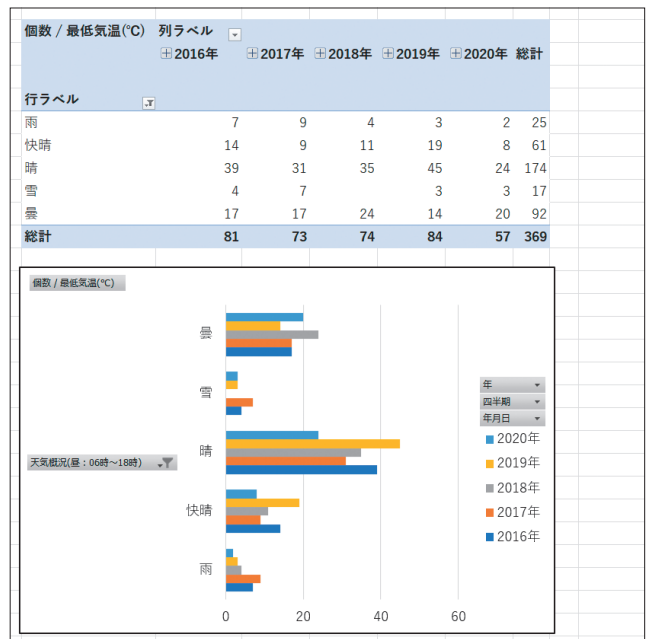 個数 / 最低気温(℃) 列ラベル
2016年 2017年 2018年 2019年 2020年 総計
行ラベル
雨 7 9 4 3 2 25
快晴 14 9 11 19 8 61
晴 39 31 35 45 24 174
雪 4 7 3 3 17
曇 17 17 24 14 20 92
総計 81 73 74 84 57 369
個数 / 最低気温(℃)
曇
雪
晴
快晴
雨
天気概況(昼：06時～18時)
0 20 40 60
年
四半期
年月日
2020年
2019年
2018年
2017年
2016年